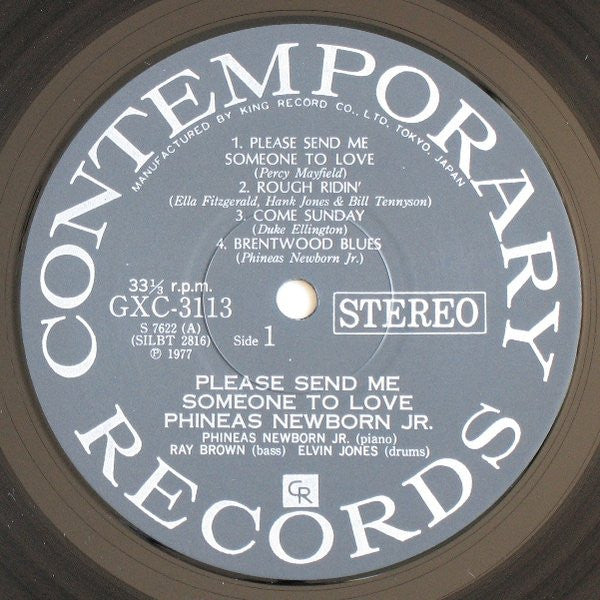 CONTEMPORARY
MANUFACTURED BY KING RECORD CO., LTD. TOKYO, JAPAN
1. PLEASE SEND ME
SOMEONE TO LOVE
(Percy Mayfield)
2. ROUGH RIDIN'
(Ella Fitzgerald, Hank Jones & Bill Tennyson)
3. COME SUNDAY
(Duke Ellington)
4. BRENTWOOD BLUES
(Phineas Newborn Jr.)
33⅓ r.p.m.
GXC-3113
STEREO
S 7622 (A)
(SILBT 2816)
Side 1
℗ 1977
PLEASE SEND ME
SOMEONE TO LOVE
PHINEAS NEWBORN JR.
PHINEAS NEWBORN JR. (piano)
RAY BROWN (bass) ELVIN JONES (drums)
CR
RECORDS